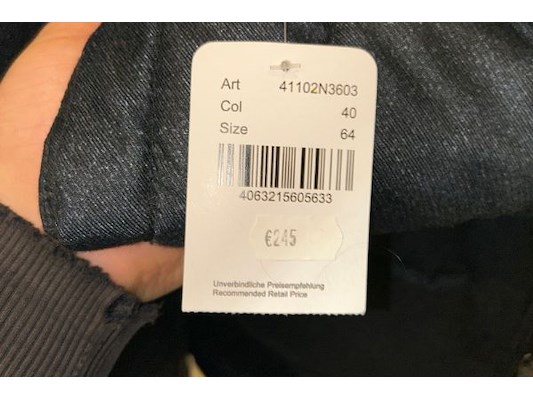 Art 41102N3603
Col 40
Size 64
4063215605633
€245
Unverbindliche Preisempfehlung
Recommended Retail Price